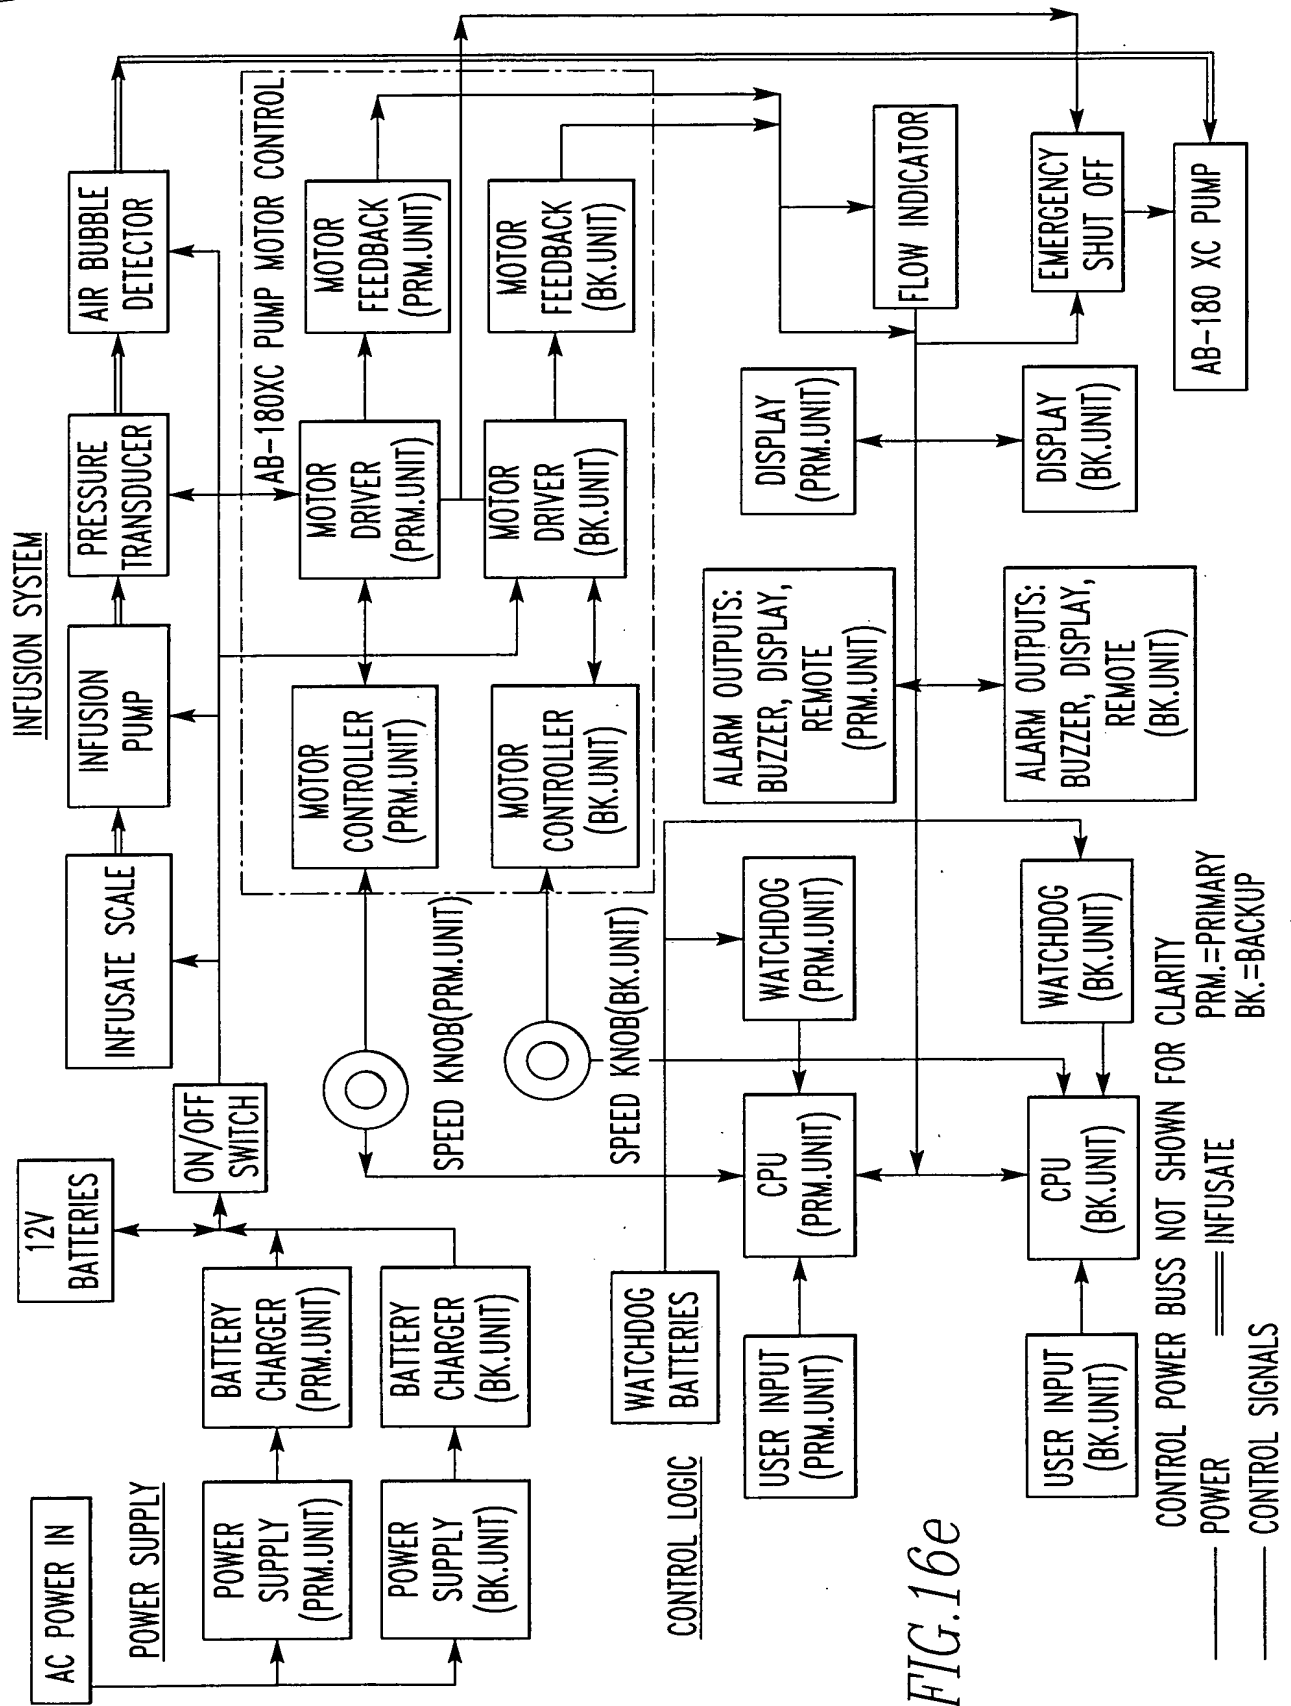 AC POWER IN
POWER SUPPLY
POWER
SUPPLY
(PRM.UNIT)
POWER
SUPPLY
(BK.UNIT)
BATTERY
CHARGER
(PRM.UNIT)
BATTERY
CHARGER
(BK.UNIT)
12V
BATTERIES
ON/OFF
SWITCH
INFUSION SYSTEM
INFUSATE SCALE
INFUSION
PUMP
PRESSURE
TRANSDUCER
AIR BUBBLE
DETECTOR
AB-180XC PUMP MOTOR CONTROL
MOTOR
CONTROLLER
(PRM.UNIT)
MOTOR
DRIVER
(PRM.UNIT)
MOTOR
FEEDBACK
(PRM.UNIT)
MOTOR
CONTROLLER
(BK.UNIT)
MOTOR
DRIVER
(BK.UNIT)
MOTOR
FEEDBACK
(BK.UNIT)
SPEED KNOB(PRM.UNIT)
SPEED KNOB(BK.UNIT)
CONTROL LOGIC
WATCHDOG
BATTERIES
USER INPUT
(PRM.UNIT)
CPU
(PRM.UNIT)
WATCHDOG
(PRM.UNIT)
ALARM OUTPUTS:
BUZZER, DISPLAY,
REMOTE
(PRM.UNIT)
DISPLAY
(PRM.UNIT)
FLOW INDICATOR
USER INPUT
(BK.UNIT)
CPU
(BK.UNIT)
WATCHDOG
(BK.UNIT)
ALARM OUTPUTS:
BUZZER, DISPLAY,
REMOTE
(BK.UNIT)
DISPLAY
(BK.UNIT)
EMERGENCY
SHUT OFF
AB-180 XC PUMP
FIG.16e
CONTROL POWER BUSS NOT SHOWN FOR CLARITY
POWER
INFUSATE
PRM.=PRIMARY
CONTROL SIGNALS
BK.=BACKUP